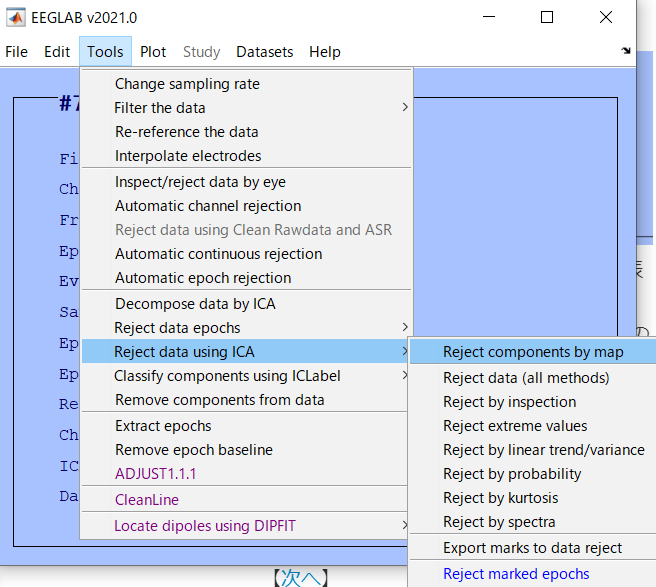 EEGLAB v2021.0
File Edit Tools Plot Study Datasets Help
#7
Change sampling rate
Filter the data
Re-reference the data
Interpolate electrodes
Inspect/reject data by eye
Automatic channel rejection
Reject data using Clean Rawdata and ASR
Automatic continuous rejection
Automatic epoch rejection
Decompose data by ICA
Reject data epochs
Reject data using ICA
Classify components using ICLabel
Remove components from data
Extract epochs
Remove epoch baseline
ADJUST1.1.1
CleanLine
Locate dipoles using DIPFIT
Fi
Ch
Fr
Ep
Ev
Sa
Ep
Ep
Re
Ch
IC
Da
Reject components by map
Reject data (all methods)
Reject by inspection
Reject extreme values
Reject by linear trend/variance
Reject by probability
Reject by kurtosis
Reject by spectra
Export marks to data reject
Reject marked epochs
【次へ】